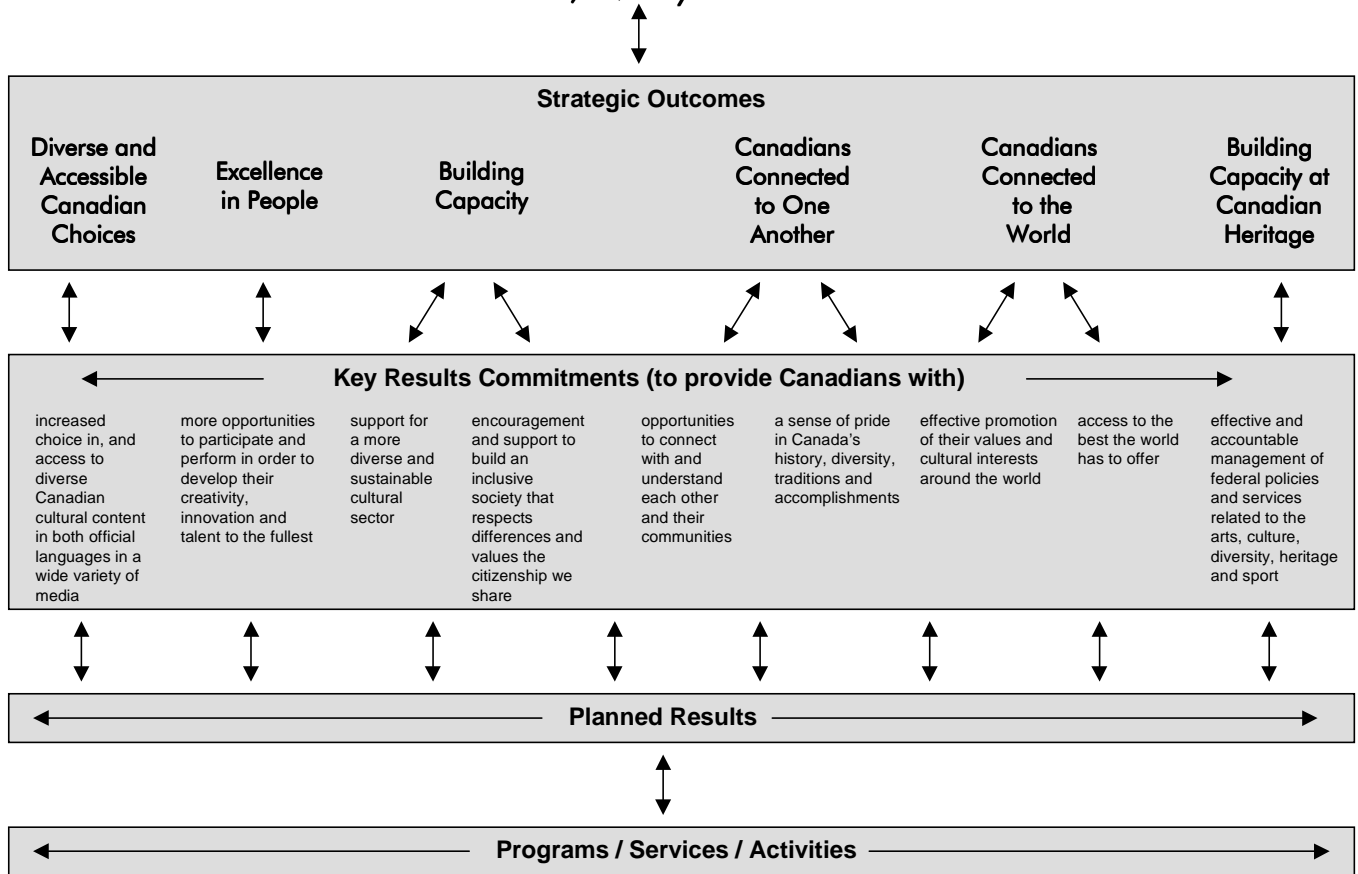 Strategic Outcomes
Diverse and
Accessible
Canadian
Choices
Excellence
in People
Building
Capacity
Canadians
Connected
to One
Another
Canadians
Connected
to the
World
Building
Capacity at
Canadian
Heritage
Key Results Commitments (to provide Canadians with)
increased
choice in, and
access to
diverse
Canadian
cultural content
in both official
languages in a
wide variety of
media
more opportunities
to participate and
perform in order to
develop their
creativity,
innovation and
talent to the fullest
support for
a more
diverse and
sustainable
cultural
sector
encouragement
and support to
build an
inclusive
society that
respects
differences and
values the
citizenship we
share
opportunities
to connect
with and
understand
each other
and their
communities
a sense of pride
in Canada's
history, diversity,
traditions and
accomplishments
effective promotion
of their values and
cultural interests
around the world
access to the
best the world
has to offer
effective and
accountable
management of
federal policies
and services
related to the
arts, culture,
diversity, heritage
and sport
Planned Results
Programs / Services / Activities